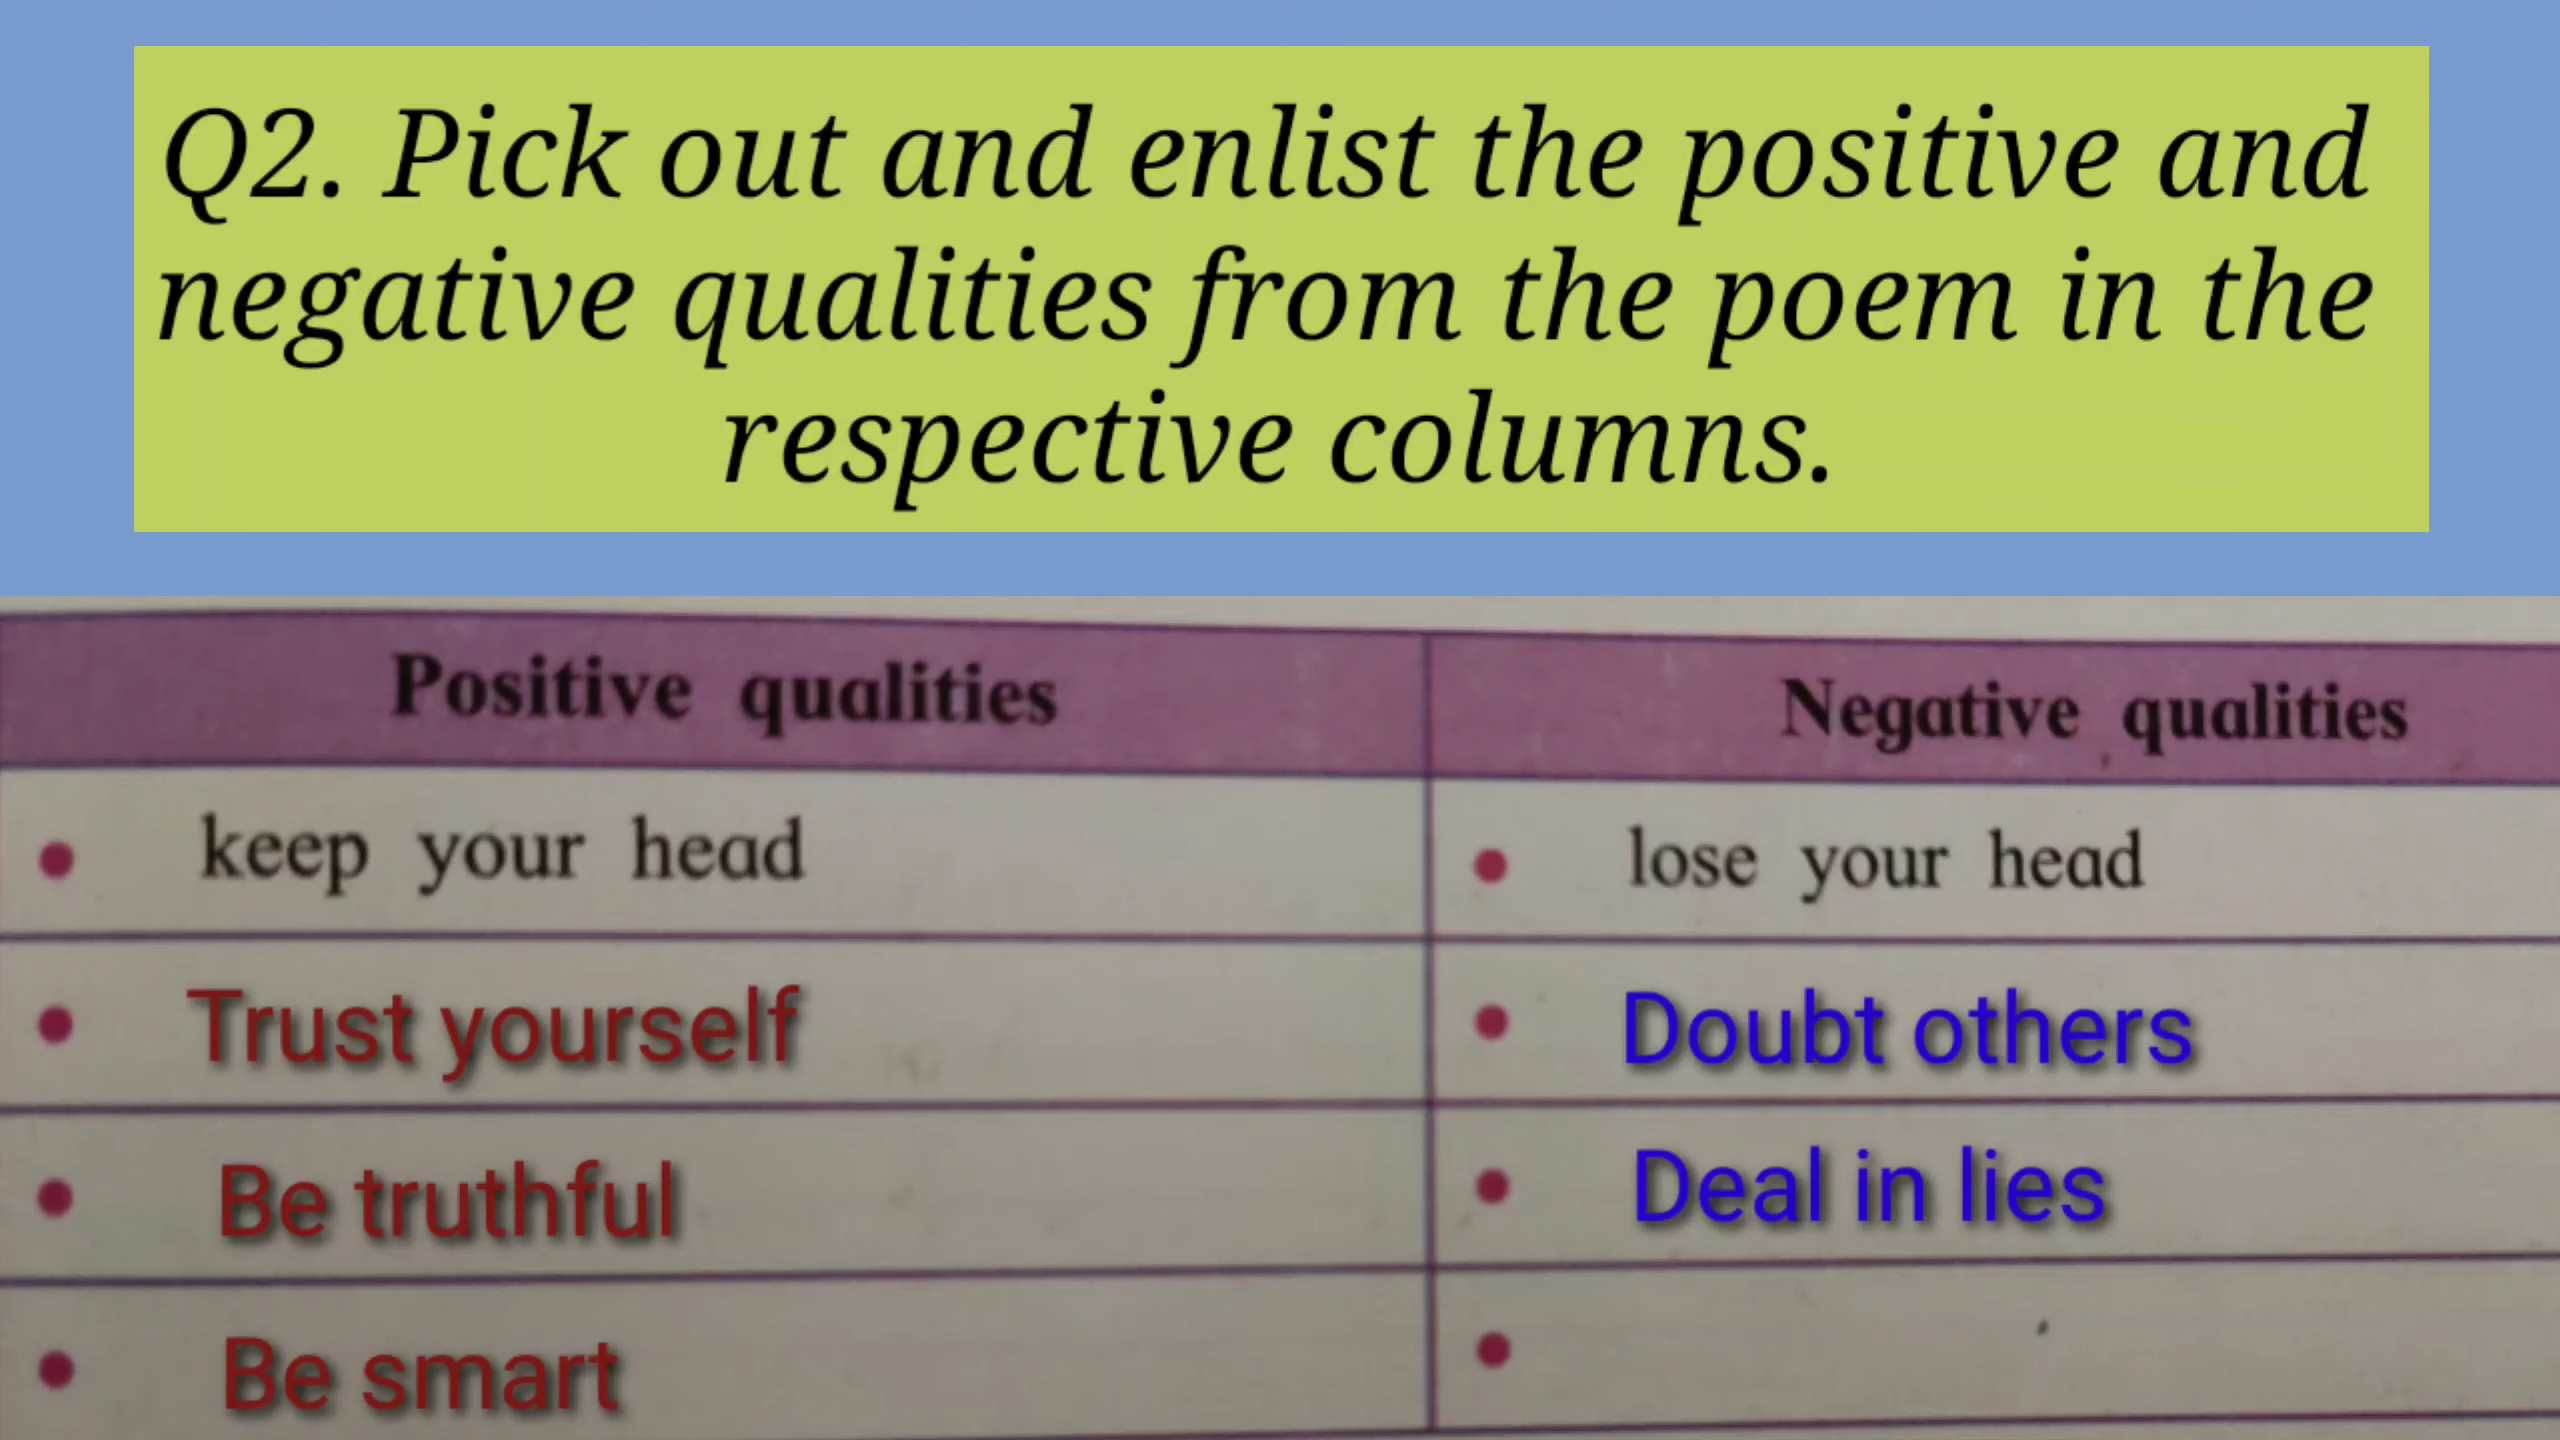 Q2. Pick out and enlist the positive and
negative qualities from the poem in the
respective columns.
Positive qualities
Negative qualities
keep your head
lose your head
Trust yourself
Doubt others
Be truthful
Deal in lies
Be smart